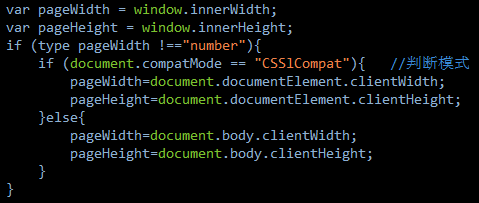 var pageWidth = window.innerWidth;
var pageHeight = window.innerHeight;
if (type pageWidth !=="number"){
if (document.compatMode == "CSSlCompat"){ //判断模式
pageWidth=document.documentElement.clientWidth;
pageHeight=document.documentElement.clientHeight;
}else{
pageWidth=document.body.clientWidth;
pageHeight=document.body.clientHeight;
}
}